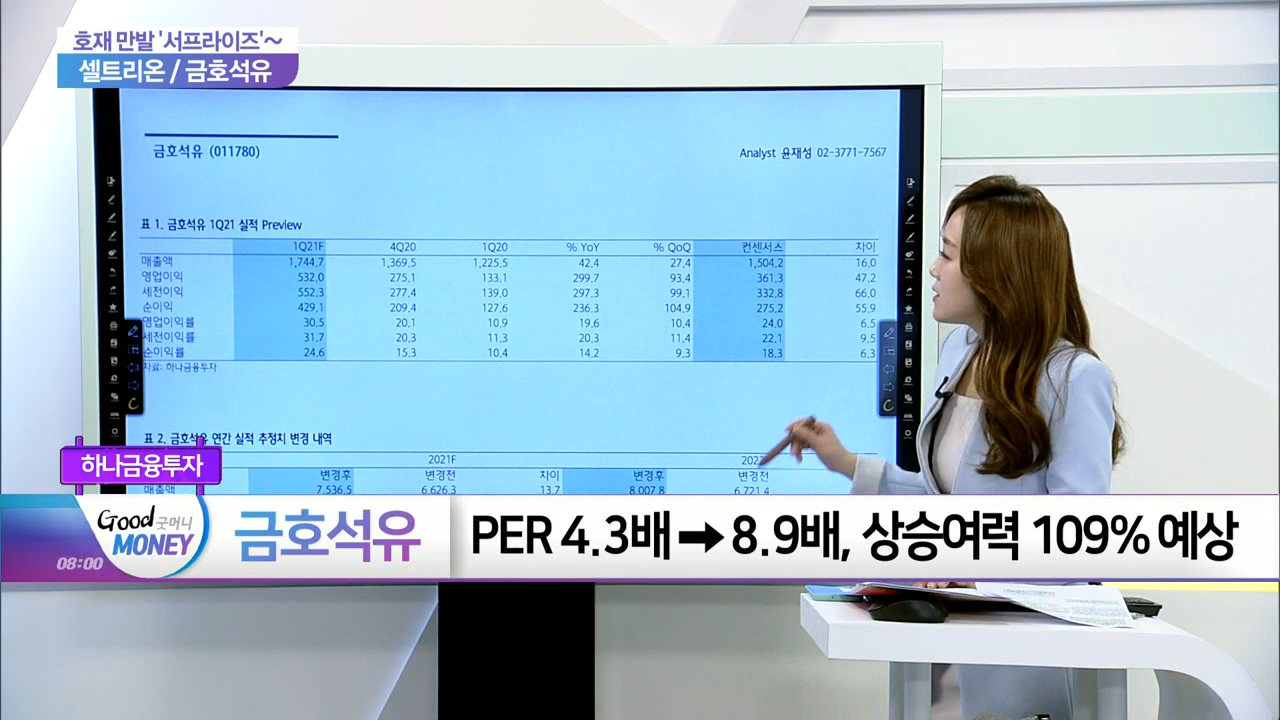 호재 만발 '서프라이즈'~
셀트리온 / 금호석유
금호석유 (011780)
Analyst 윤재성 02-3771-7567
표 1. 금호석유 1Q21 실적 Preview
1Q21F 4Q20 1Q20 % YoY % QoQ 컨센서스 차이
매출액 1,744.7 1,369.5 1,225.5 42.4 27.4 1,504.2 16.0
영업이익 532.0 275.1 133.1 299.7 93.4 361.3 47.2
세전이익 552.3 277.4 139.0 297.3 99.1 332.8 66.0
순이익 429.1 209.4 127.6 236.3 104.9 275.2 55.9
영업이익률 30.5 20.1 10.9 19.6 10.4 24.0 6.5
세전이익률 31.7 20.3 11.3 20.3 11.4 22.1 9.5
순이익률 24.6 15.3 10.4 14.2 9.3 18.3 6.3
자료: 하나금융투자
표 2. 금호석유 연간 실적 추정치 변경 내역
2021F
변경후 변경전 차이 변경후 변경전
매출액 7,536.5 6,626.3 13.7 8,007.8 6,721.4
하나금융투자
Good 굿머니
MONEY
08:00
금호석유
PER 4.3배➡8.9배, 상승여력 109% 예상